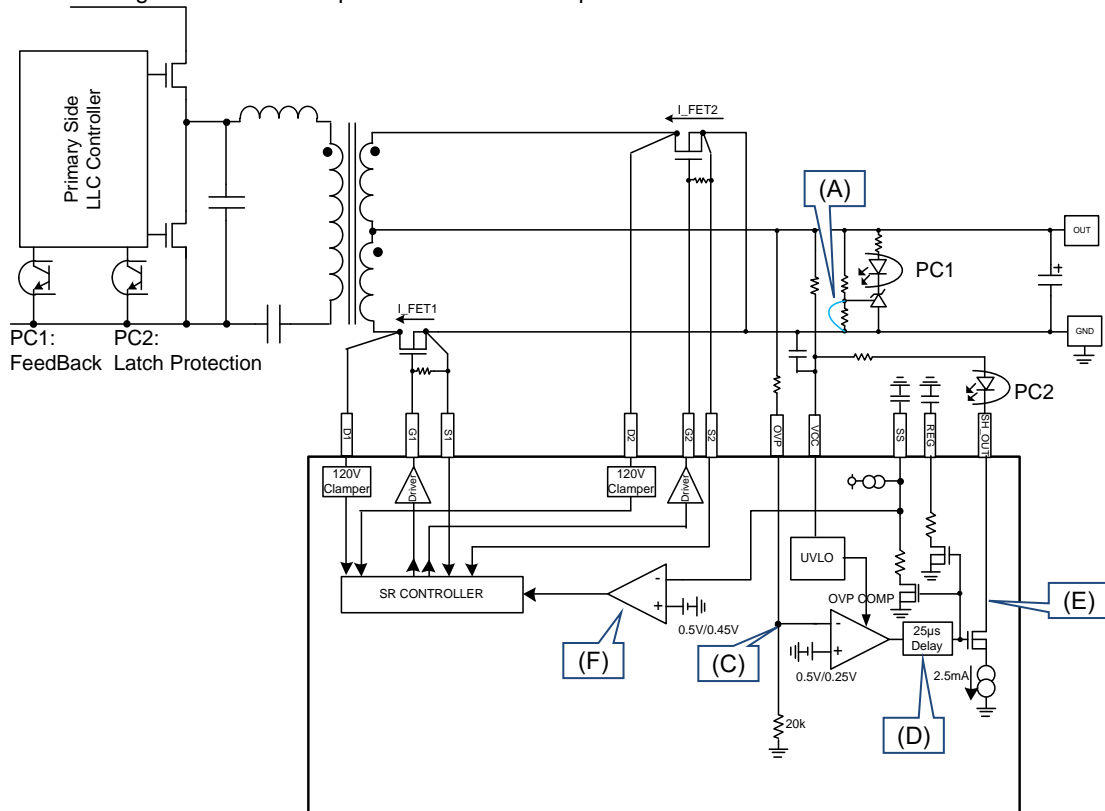 Primary Side
LLC Controller
PC1:
FeedBack
PC2:
Latch Protection
I_FET2
I_FET1
(A)
PC1
OUT
GND
PC2
D1
G1
S1
D2
G2
S2
OVP
VCC
SS
REG
SH_OUT
120V
Clamper
Driver
120V
Clamper
Driver
SR CONTROLLER
UVLO
OVP COMP
-
+
0.5V/0.45V
(F)
(C)
-
+
0.5V/0.25V
25µs
Delay
(D)
2.5mA
(E)
20k
+